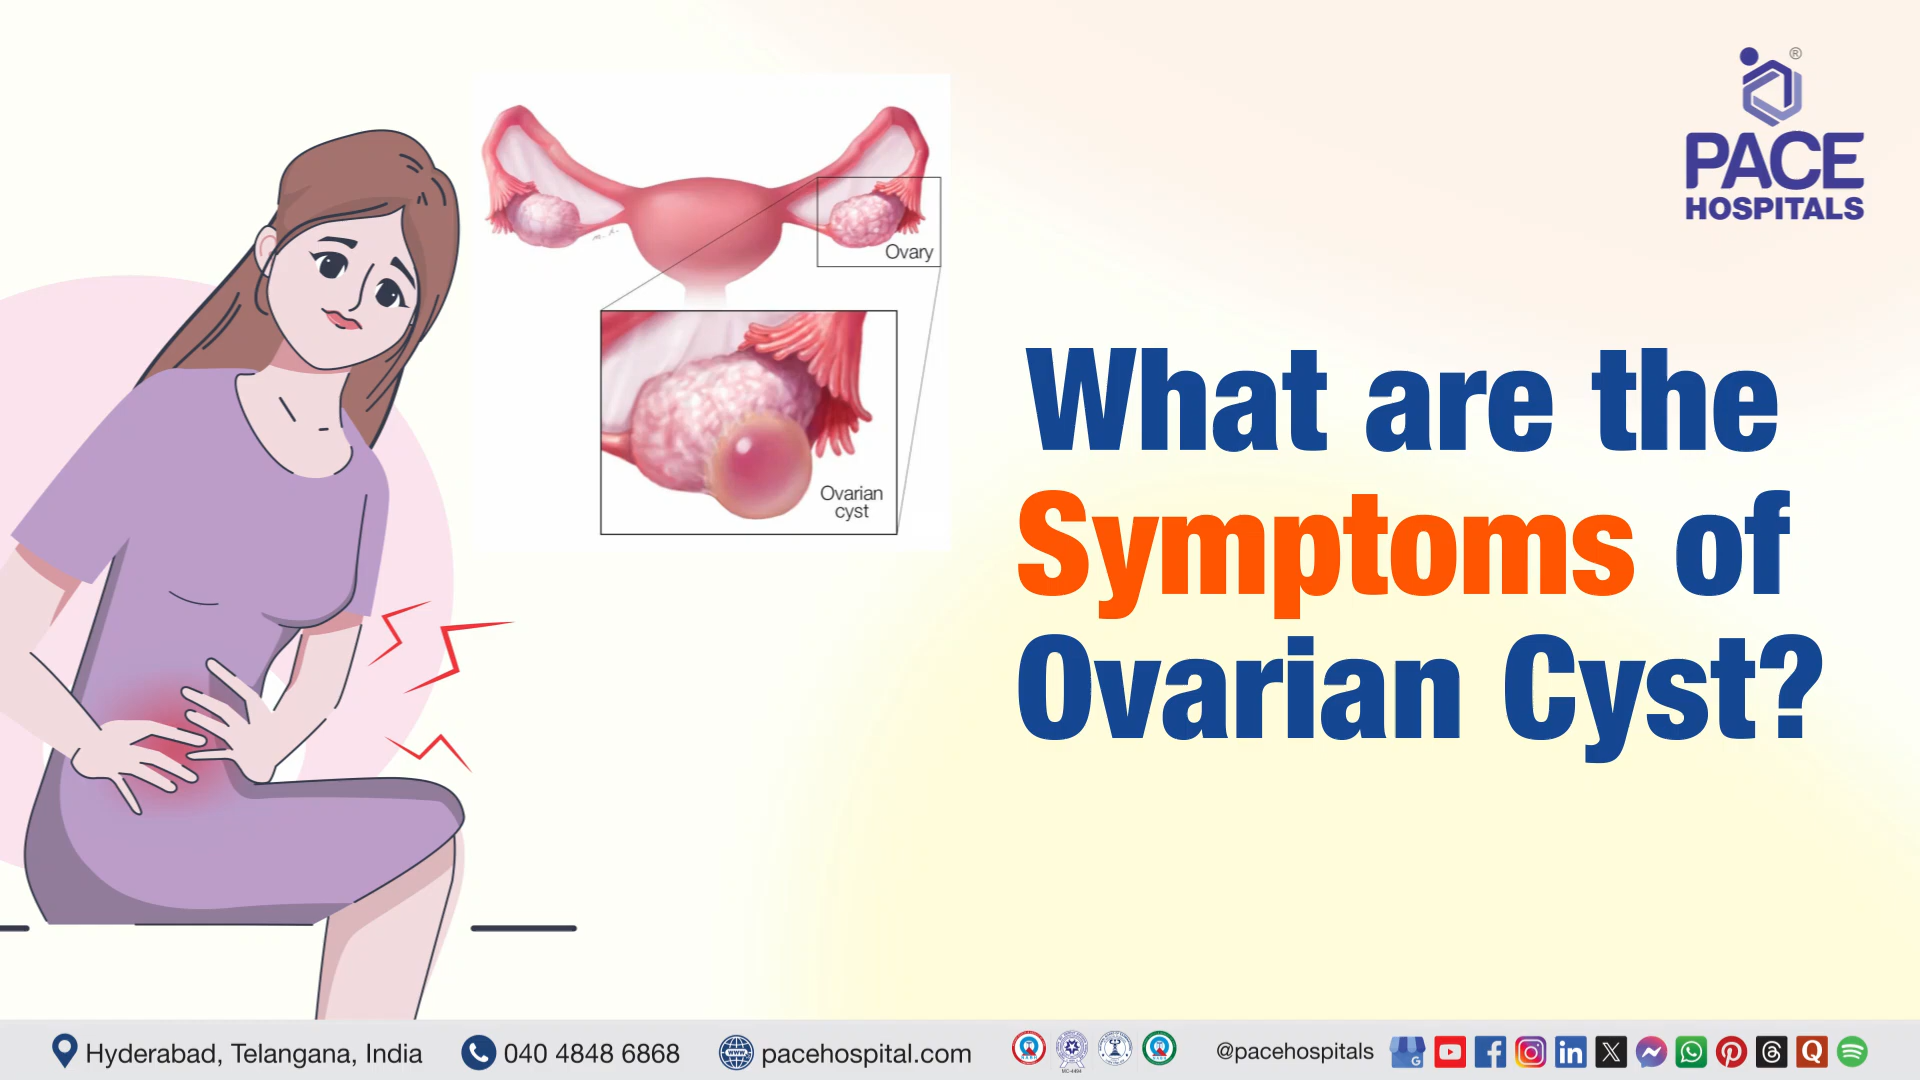 PACE
HOSPITALS
®
Ovary
Ovarian
cyst
What are the
Symptoms of
Ovarian Cyst?
Hyderabad, Telangana, India
040 4848 6868
pacehospital.com
@pacehospitals